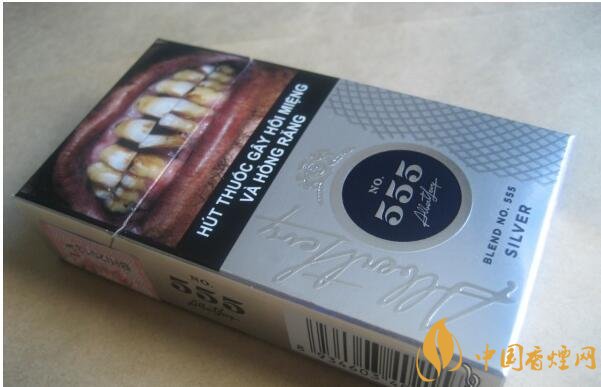 HÚT THUỐC GÂY HÔI MIỆNG
VÀ HỎNG RĂNG
NO.
555
BLEND NO. 555
SILVER
NO.
555
中国香烟网